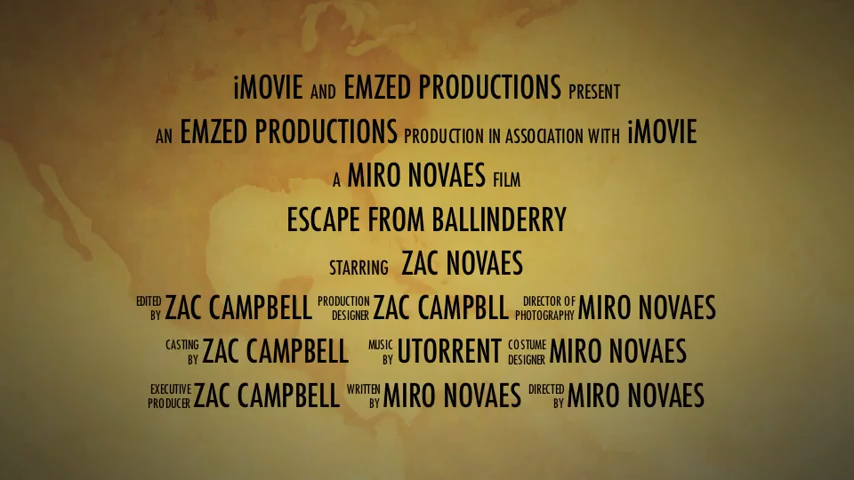 iMOVIE AND EMZED PRODUCTIONS PRESENT
AN EMZED PRODUCTIONS PRODUCTION IN ASSOCIATION WITH iMOVIE
A MIRO NOVAES FILM
ESCAPE FROM BALLINDERRY
STARRING ZAC NOVAES
EDITED BY ZAC CAMPBELL PRODUCTION DESIGNER ZAC CAMPBLL DIRECTOR OF PHOTOGRAPHY MIRO NOVAES
CASTING BY ZAC CAMPBELL MUSIC BY UTORRENT COSTUME DESIGNER MIRO NOVAES
EXECUTIVE PRODUCER ZAC CAMPBELL WRITTEN BY MIRO NOVAES DIRECTED BY MIRO NOVAES